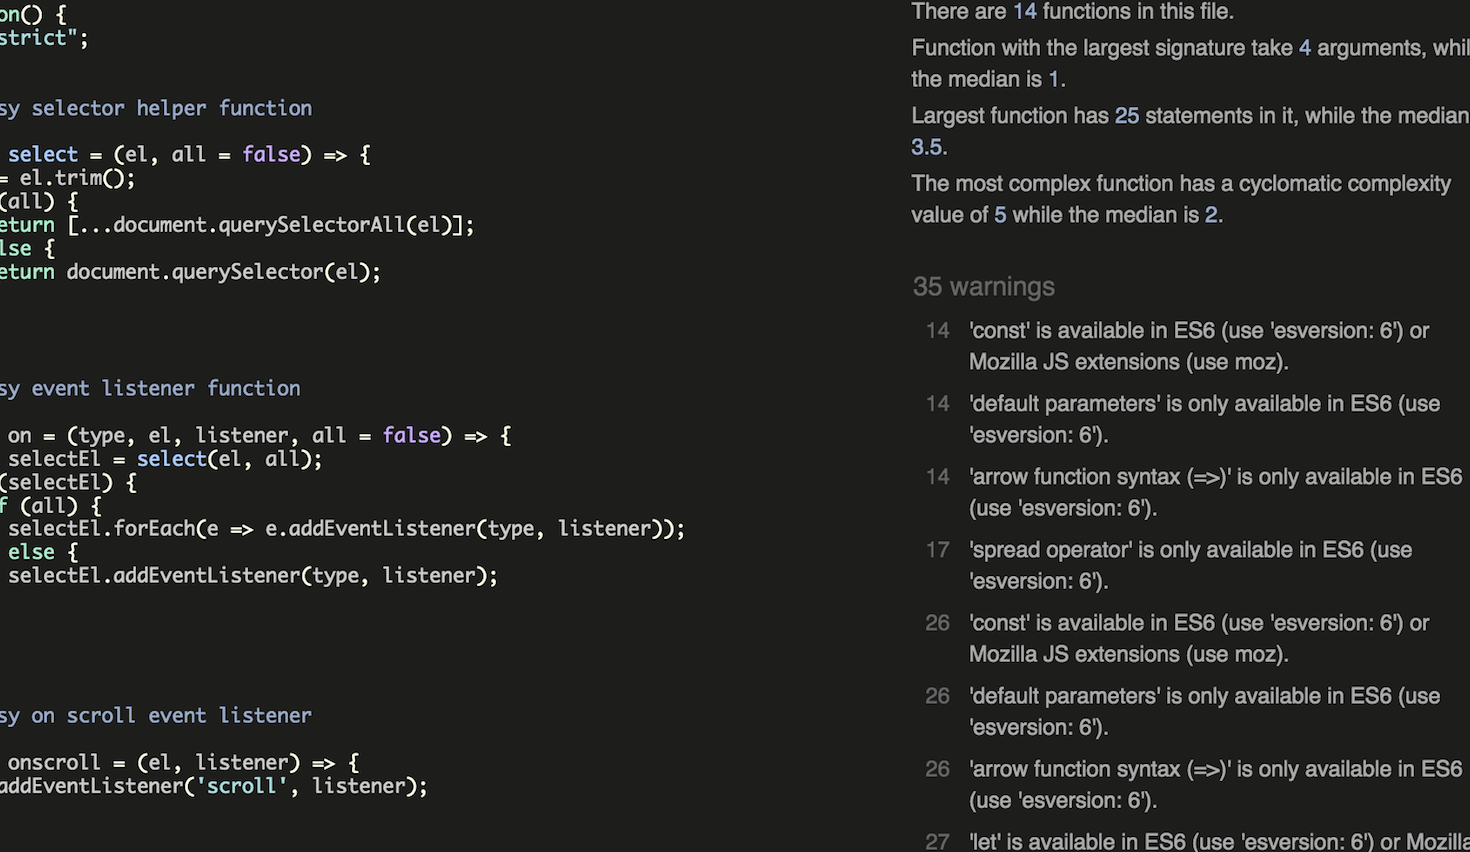 on() {
strict";
sy selector helper function
select = (el, all = false) => {
= el.trim();
(all) {
eturn [...document.querySelectorAll(el)];
lse {
eturn document.querySelector(el);
sy event listener function
on = (type, el, listener, all = false) => {
selectEl = select(el, all);
(selectEl) {
f (all) {
selectEl.forEach(e => e.addEventListener(type, listener));
else {
selectEl.addEventListener(type, listener);
sy on scroll event listener
onscroll = (el, listener) => {
addEventListener('scroll', listener);
There are 14 functions in this file.
Function with the largest signature take 4 arguments, whil
the median is 1.
Largest function has 25 statements in it, while the median
3.5.
The most complex function has a cyclomatic complexity
value of 5 while the median is 2.
35 warnings
14 'const' is available in ES6 (use 'esversion: 6') or
Mozilla JS extensions (use moz).
14 'default parameters' is only available in ES6 (use
'esversion: 6').
14 'arrow function syntax (=>)' is only available in ES6
(use 'esversion: 6').
17 'spread operator' is only available in ES6 (use
'esversion: 6').
26 'const' is available in ES6 (use 'esversion: 6') or
Mozilla JS extensions (use moz).
26 'default parameters' is only available in ES6 (use
'esversion: 6').
26 'arrow function syntax (=>)' is only available in ES6
(use 'esversion: 6').
27 'let' is available in ES6 (use 'esversion: 6') or Mozilla